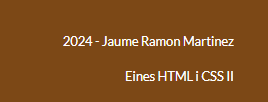 2024 - Jaume Ramon Martinez
Eines HTML i CSS II